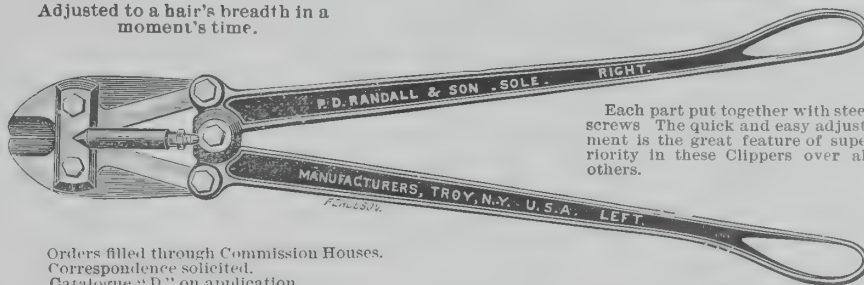 Adjusted to a hair's breadth in a
moment's time.
P. D. RANDALL & SON . SOLE . RIGHT.
Each part put together with stee
screws The quick and easy adjust
ment is the great feature of supe
riority in these Clippers over al
others.
MANUFACTURERS, TROY, N.Y. - U.S.A. LEFT.
Orders filled through Commission Houses.
Correspondence solicited.
Catalogue "D" on application